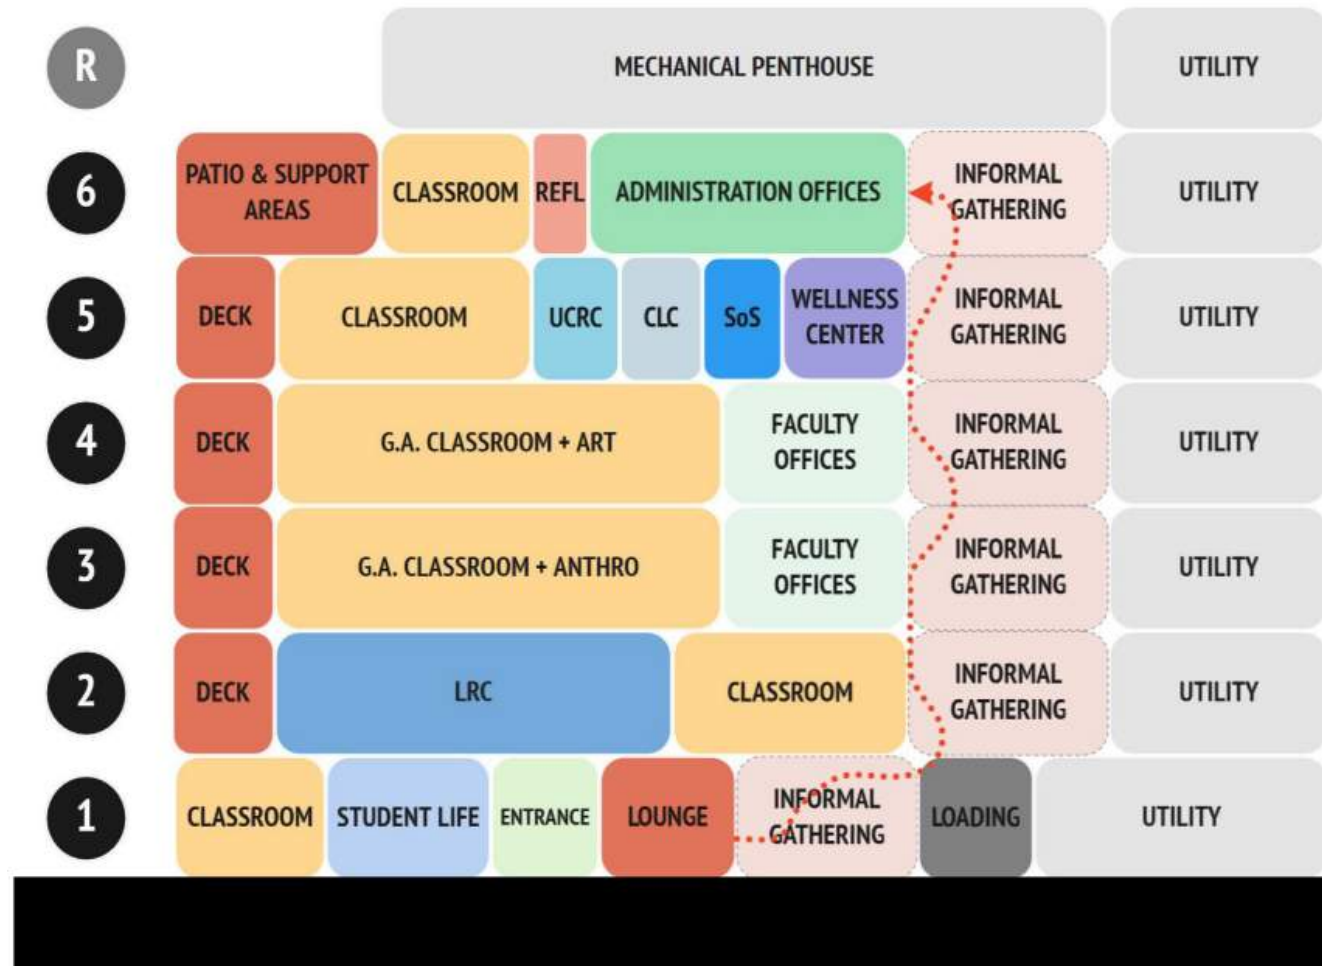 R
MECHANICAL PENTHOUSE
UTILITY
6
PATIO & SUPPORT
AREAS
CLASSROOM
REFL
ADMINISTRATION OFFICES
INFORMAL
GATHERING
UTILITY
5
DECK
CLASSROOM
UCRC
CLC
SoS
WELLNESS
CENTER
INFORMAL
GATHERING
UTILITY
4
DECK
G.A. CLASSROOM + ART
FACULTY
OFFICES
INFORMAL
GATHERING
UTILITY
3
DECK
G.A. CLASSROOM + ANTHRO
FACULTY
OFFICES
INFORMAL
GATHERING
UTILITY
2
DECK
LRC
CLASSROOM
INFORMAL
GATHERING
UTILITY
1
CLASSROOM
STUDENT LIFE
ENTRANCE
LOUNGE
INFORMAL
GATHERING
LOADING
UTILITY